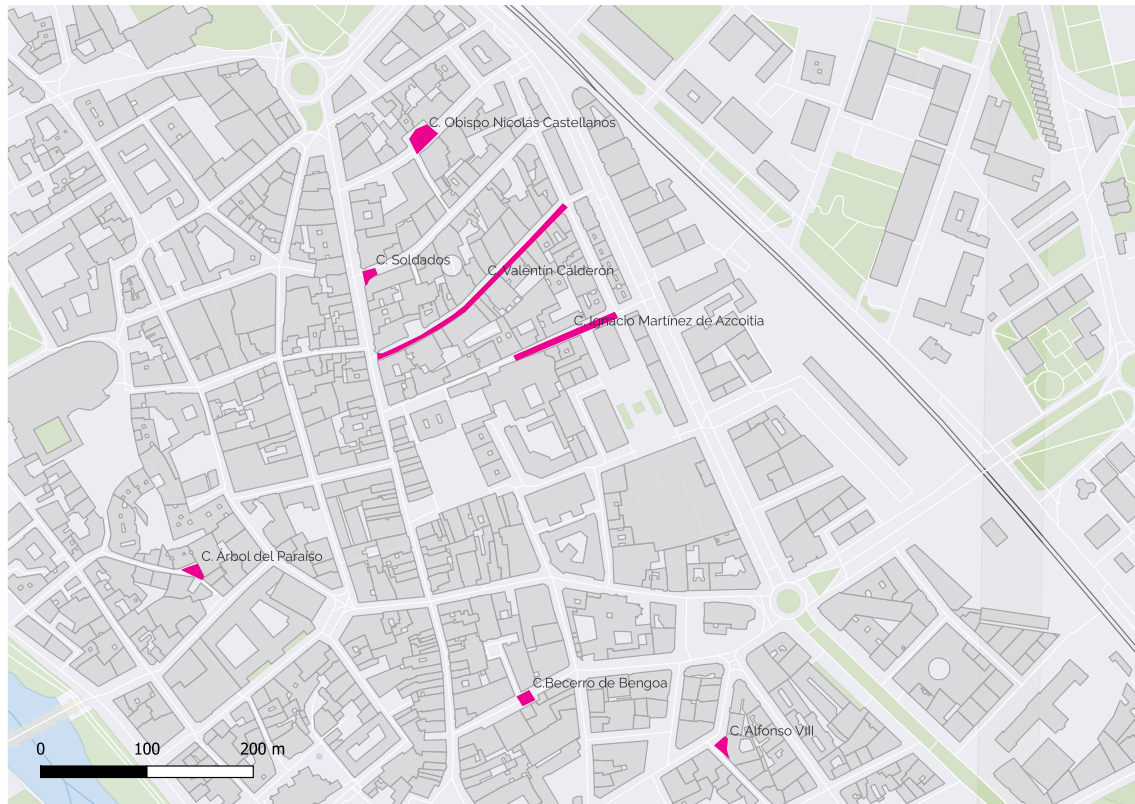 C. Obispo Nicolás Castellanos
C. Soldados
C. Valentín Calderón
C. Ignacio Martínez de Azcoitia
C. Árbol del Paraíso
C.Becerro de Bengoa
C. Alfonso VIII
0 100 200 m